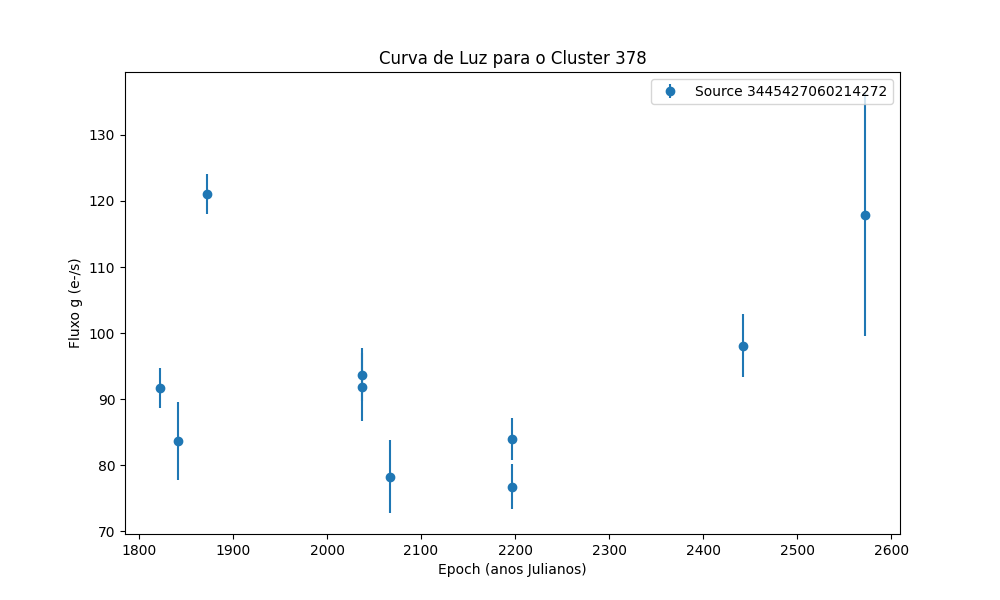 Curva de Luz para o Cluster 378
Source 3445427060214272
Fluxo g (e-/s)
130
120
110
100
90
80
70
1800 1900 2000 2100 2200 2300 2400 2500 2600
Epoch (anos Julianos)